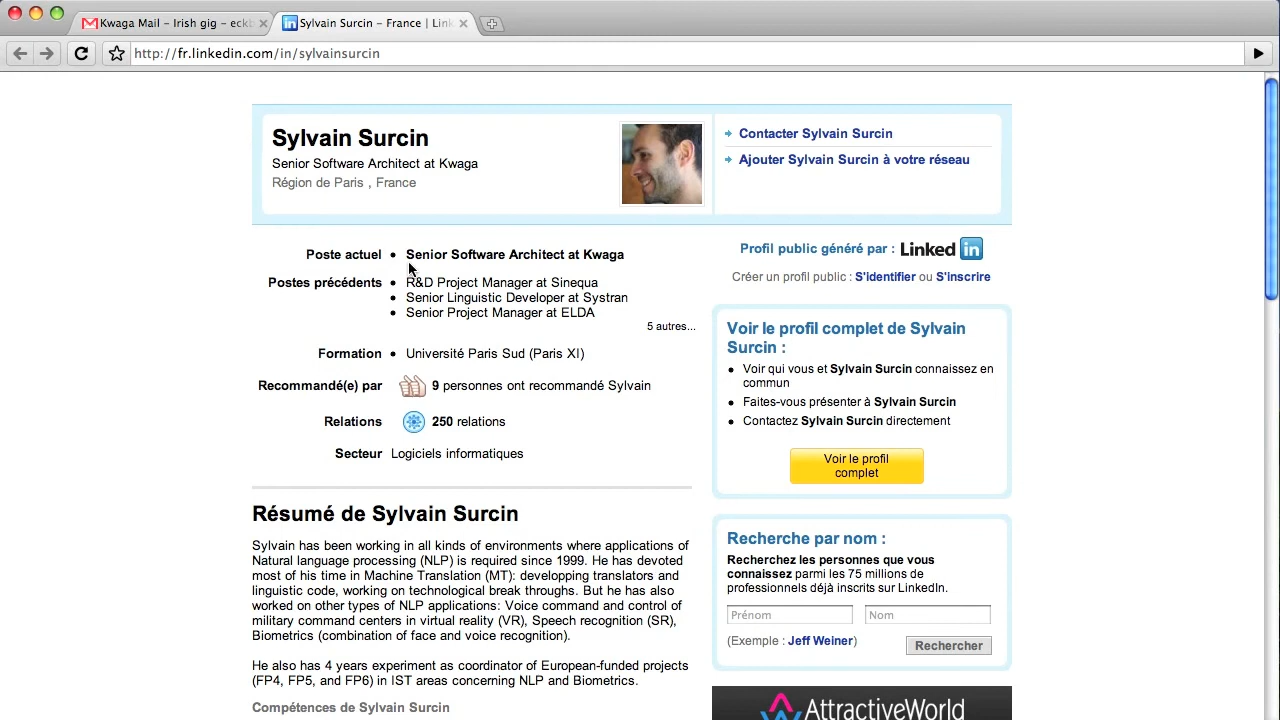 Kwaga Mail – Irish gig – eckb
Sylvain Surcin – France | Link
http://fr.linkedin.com/in/sylvainsurcin
Sylvain Surcin
Senior Software Architect at Kwaga
Région de Paris , France
Contacter Sylvain Surcin
Ajouter Sylvain Surcin à votre réseau
Poste actuel • Senior Software Architect at Kwaga
Postes précédents • R&D Project Manager at Sinequa
• Senior Linguistic Developer at Systran
• Senior Project Manager at ELDA
5 autres...
Formation • Université Paris Sud (Paris XI)
Recommandé(e) par 9 personnes ont recommandé Sylvain
Relations 250 relations
Secteur Logiciels informatiques
Profil public généré par : Linked in
Créer un profil public : S'identifier ou S'inscrire
Voir le profil complet de Sylvain
Surcin :
• Voir qui vous et Sylvain Surcin connaissez en
commun
• Faites-vous présenter à Sylvain Surcin
• Contactez Sylvain Surcin directement
Voir le profil
complet
Résumé de Sylvain Surcin
Sylvain has been working in all kinds of environments where applications of
Natural language processing (NLP) is required since 1999. He has devoted
most of his time in Machine Translation (MT): developping translators and
linguistic code, working on technological break throughs. But he has also
worked on other types of NLP applications: Voice command and control of
military command centers in virtual reality (VR), Speech recognition (SR),
Biometrics (combination of face and voice recognition).
He also has 4 years experiment as coordinator of European-funded projects
(FP4, FP5, and FP6) in IST areas concerning NLP and Biometrics.
Compétences de Sylvain Surcin
Recherche par nom :
Recherchez les personnes que vous
connaissez parmi les 75 millions de
professionnels déjà inscrits sur LinkedIn.
Prénom Nom
(Exemple : Jeff Weiner) Rechercher
AttractiveWorld